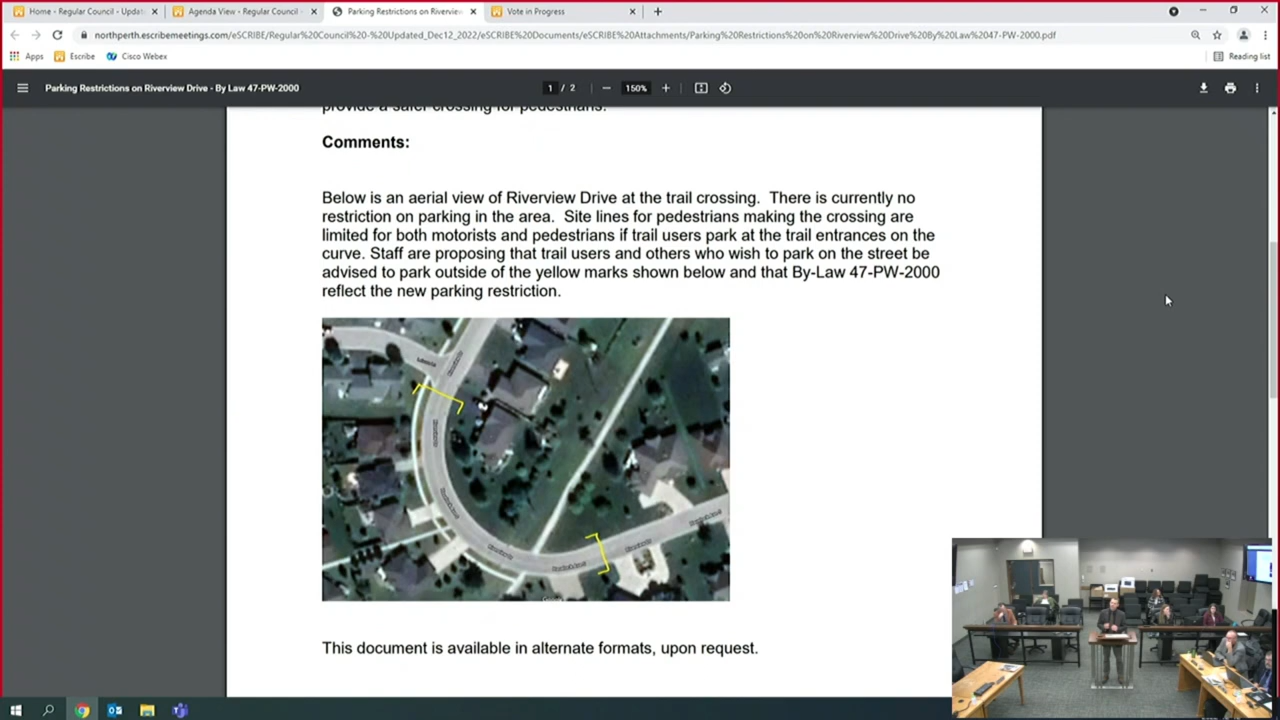 Home - Regular Council - Updat
Agenda View - Regular Council
Parking Restrictions on Riverview
Vote in Progress
northperth.escribemeetings.com/eSCRIBE/Regular%20Council%20-%20Updated_Dec12_2022/eSCRIBE%20Documents/eSCRIBE%20Attachments/Parking%20Restrictions%20on%20Riverview%20Drive%20By%20Law%2047-PW-2000.pdf
Apps
Escribe
Cisco Webex
Reading list
Parking Restrictions on Riverview Drive - By Law 47-PW-2000
1 / 2
150%
provide a safer crossing for pedestrians.
Comments:
Below is an aerial view of Riverview Drive at the trail crossing. There is currently no
restriction on parking in the area. Site lines for pedestrians making the crossing are
limited for both motorists and pedestrians if trail users park at the trail entrances on the
curve. Staff are proposing that trail users and others who wish to park on the street be
advised to park outside of the yellow marks shown below and that By-Law 47-PW-2000
reflect the new parking restriction.
This document is available in alternate formats, upon request.